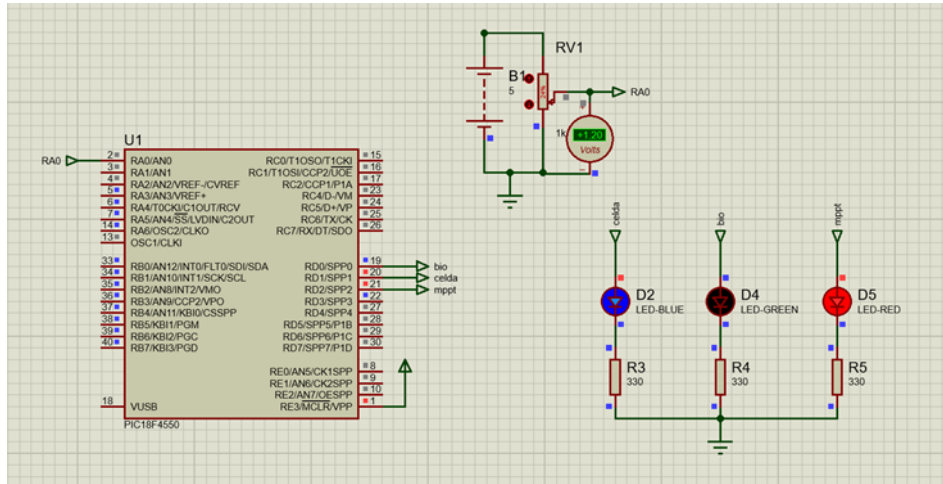 RV1
B1
5
24%
RA0
1k
+1.20
Volts
U1
RA0
2
RA0/AN0
3
RA1/AN1
4
RA2/AN2/VREF-/CVREF
5
RA3/AN3/VREF+
6
RA4/T0CKI/C1OUT/RCV
7
RA5/AN4/SS/LVDIN/C2OUT
14
RA6/OSC2/CLKO
13
OSC1/CLKI
33
RB0/AN12/INT0/FLT0/SDI/SDA
34
RB1/AN10/INT1/SCK/SCL
35
RB2/AN8/INT2/VMO
36
RB3/AN9/CCP2/VPO
37
RB4/AN11/KBI0/CSSPP
38
RB5/KBI1/PGM
39
RB6/KBI2/PGC
40
RB7/KBI3/PGD
18
VUSB
RC0/T1OSO/T1CKI
15
RC1/T1OSI/CCP2/UOE
16
RC2/CCP1/P1A
17
RC4/D-/VM
23
RC5/D+/VP
24
RC6/TX/CK
25
RC7/RX/DT/SDO
26
RD0/SPP0
19
bio
RD1/SPP1
20
celda
RD2/SPP2
21
mppt
RD3/SPP3
22
RD4/SPP4
27
RD5/SPP5/P1B
28
RD6/SPP6/P1C
29
RD7/SPP7/P1D
30
RE0/AN5/CK1SPP
8
RE1/AN6/CK2SPP
9
RE2/AN7/OESPP
10
RE3/MCLR/VPP
1
PIC18F4550
celda
bio
mppt
D2
LED-BLUE
D4
LED-GREEN
D5
LED-RED
R3
330
R4
330
R5
330